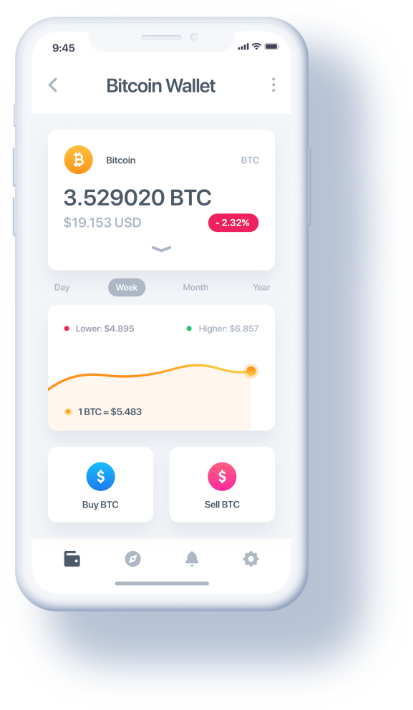 9:45
Bitcoin Wallet
Bitcoin BTC
3.529020 BTC
$19.153 USD - 2.32%
Day Week Month Year
Lower: $4.895 Higher: $6.857
1 BTC = $5.483
Buy BTC Sell BTC